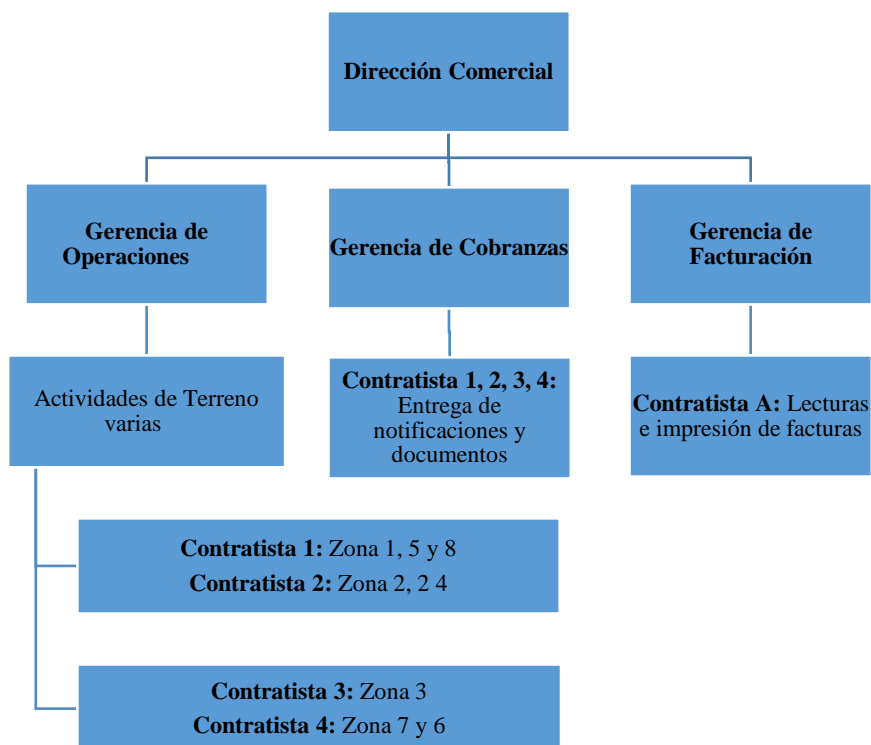 Dirección Comercial
Gerencia de
Operaciones
Gerencia de Cobranzas
Gerencia de
Facturación
Actividades de Terreno
varias
Contratista 1, 2, 3, 4:
Entrega de
notificaciones y
documentos
Contratista A: Lecturas
e impresión de facturas
Contratista 1: Zona 1, 5 y 8
Contratista 2: Zona 2, 2 4
Contratista 3: Zona 3
Contratista 4: Zona 7 y 6